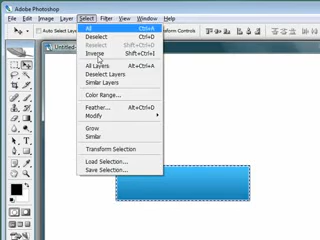 Adobe Photoshop
File Edit Image Layer Select Filter View Window Help
Auto Select Layer
Controls
Untitled-
All Ctrl+A
Deselect Ctrl+D
Reselect Shift+Ctrl+D
Inverse Shift+Ctrl+I
All Layers Alt+Ctrl+A
Deselect Layers
Similar Layers
Color Range...
Feather... Alt+Ctrl+D
Modify
Grow
Similar
Transform Selection
Load Selection...
Save Selection...